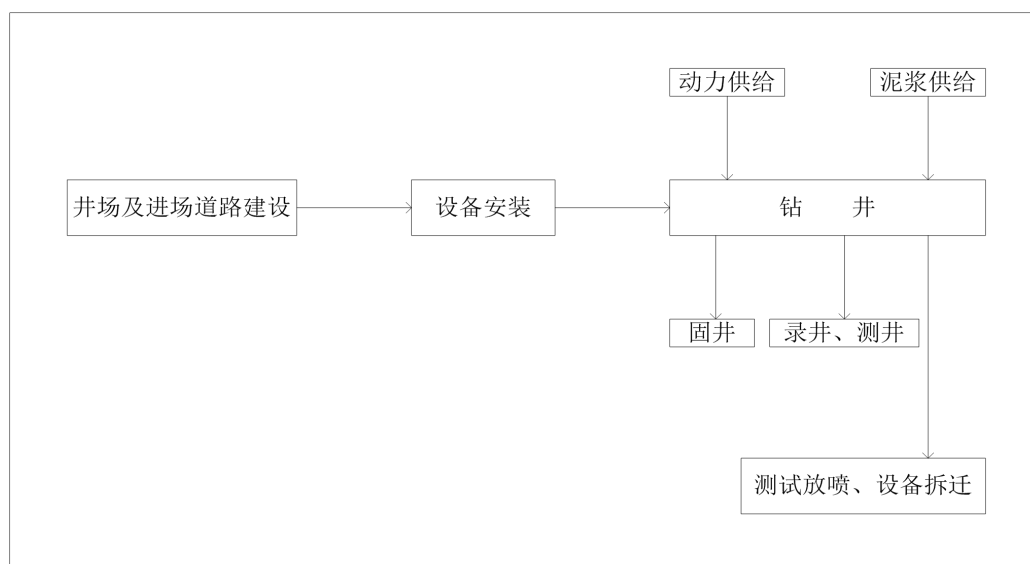 动力供给
泥浆供给
井场及进场道路建设
设备安装
钻 井
固井
录井、测井
测试放喷、设备拆迁